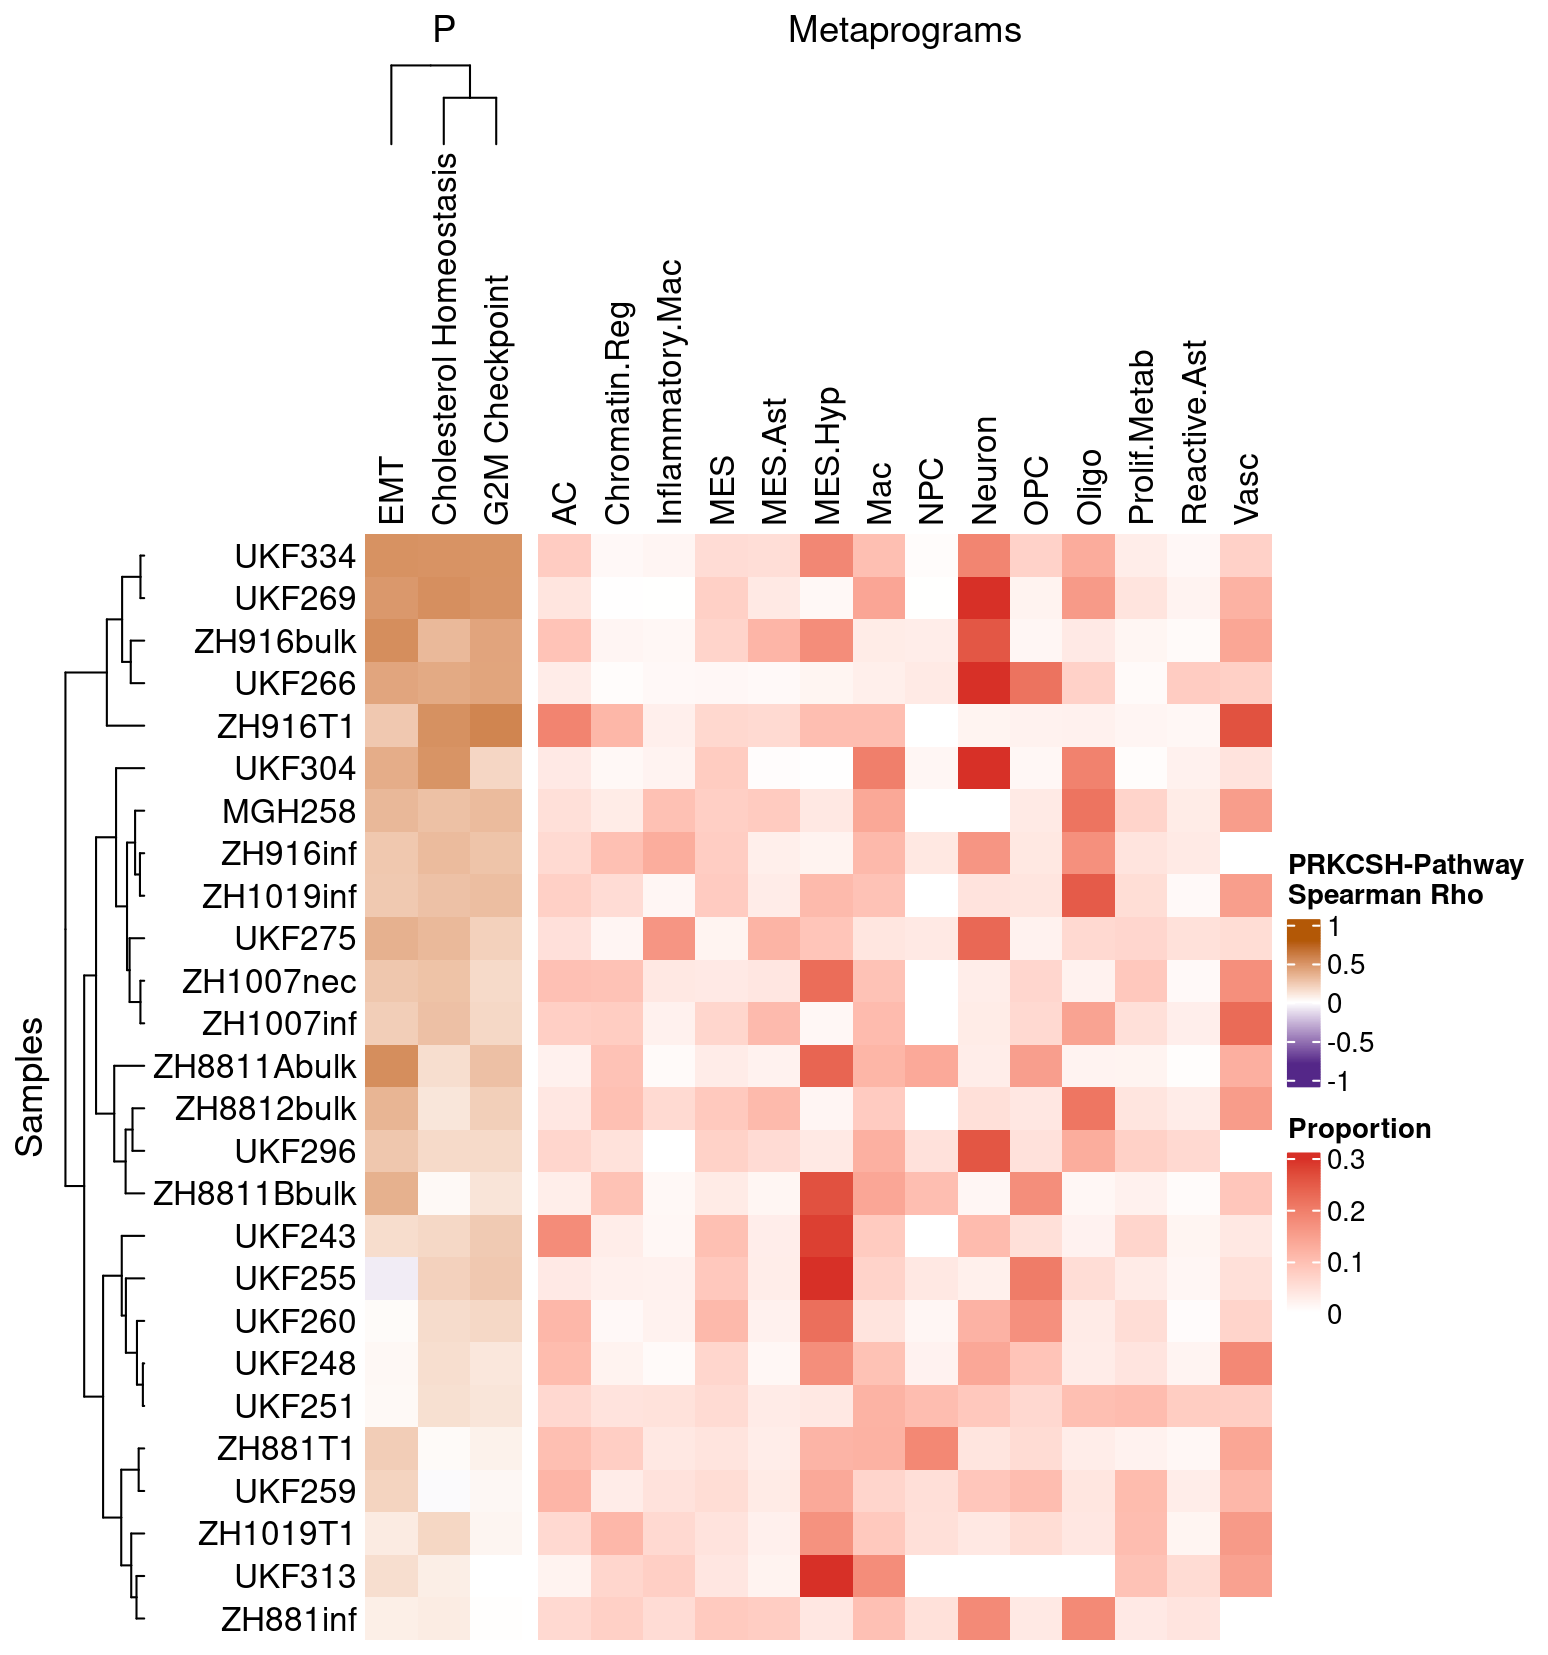 P
Metaprograms
EMT
Cholesterol Homeostasis
G2M Checkpoint
AC
Chromatin.Reg
Inflammatory.Mac
MES
MES.Ast
MES.Hyp
Mac
NPC
Neuron
OPC
Oligo
Prolif.Metab
Reactive.Ast
Vasc
Samples
UKF334
UKF269
ZH916bulk
UKF266
ZH916T1
UKF304
MGH258
ZH916inf
ZH1019inf
UKF275
ZH1007nec
ZH1007inf
ZH8811Abulk
ZH8812bulk
UKF296
ZH8811Bbulk
UKF243
UKF255
UKF260
UKF248
UKF251
ZH881T1
UKF259
ZH1019T1
UKF313
ZH881inf
PRKCSH-Pathway
Spearman Rho
1
0.5
0
-0.5
-1
Proportion
0.3
0.2
0.1
0